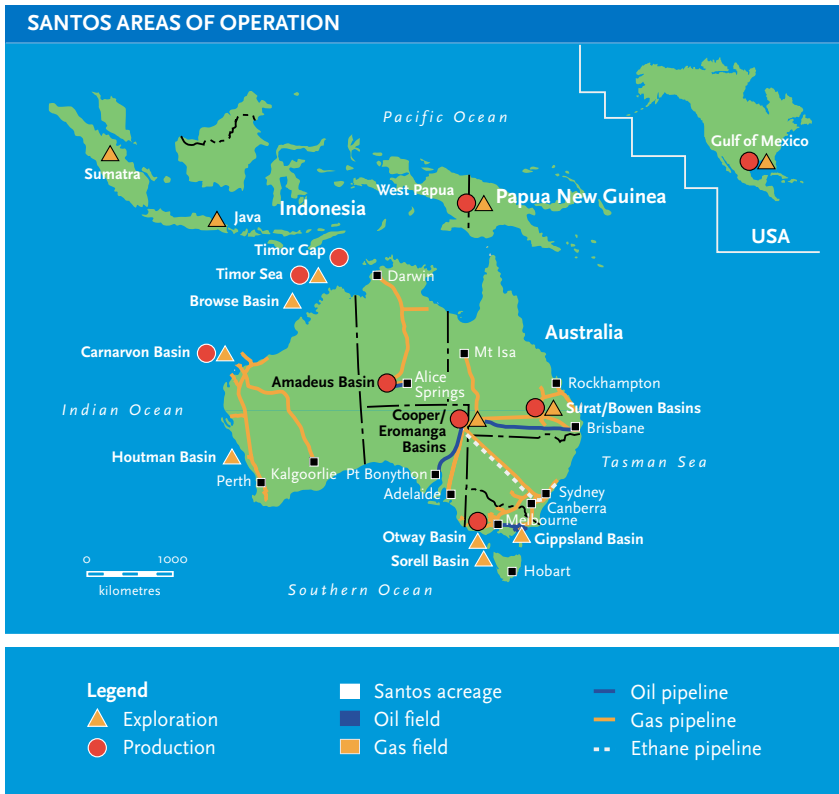 SANTOS AREAS OF OPERATION
Pacific Ocean
Gulf of Mexico
Sumatra
West Papua
Papua New Guinea
Java
Indonesia
USA
Timor Gap
Timor Sea
Darwin
Browse Basin
Australia
Carnarvon Basin
Mt Isa
Amadeus Basin
Alice
Springs
Rockhampton
Indian Ocean
Cooper/
Eromanga
Basins
Surat/Bowen Basins
Brisbane
Houtman Basin
Tasman Sea
Perth
Kalgoorlie
Pt Bonython
Adelaide
Sydney
Canberra
Melbourne
Otway Basin
Gippsland Basin
Sorell Basin
Hobart
0 1000
kilometres
Southern Ocean
Legend
Exploration
Production
Santos acreage
Oil field
Gas field
Oil pipeline
Gas pipeline
Ethane pipeline